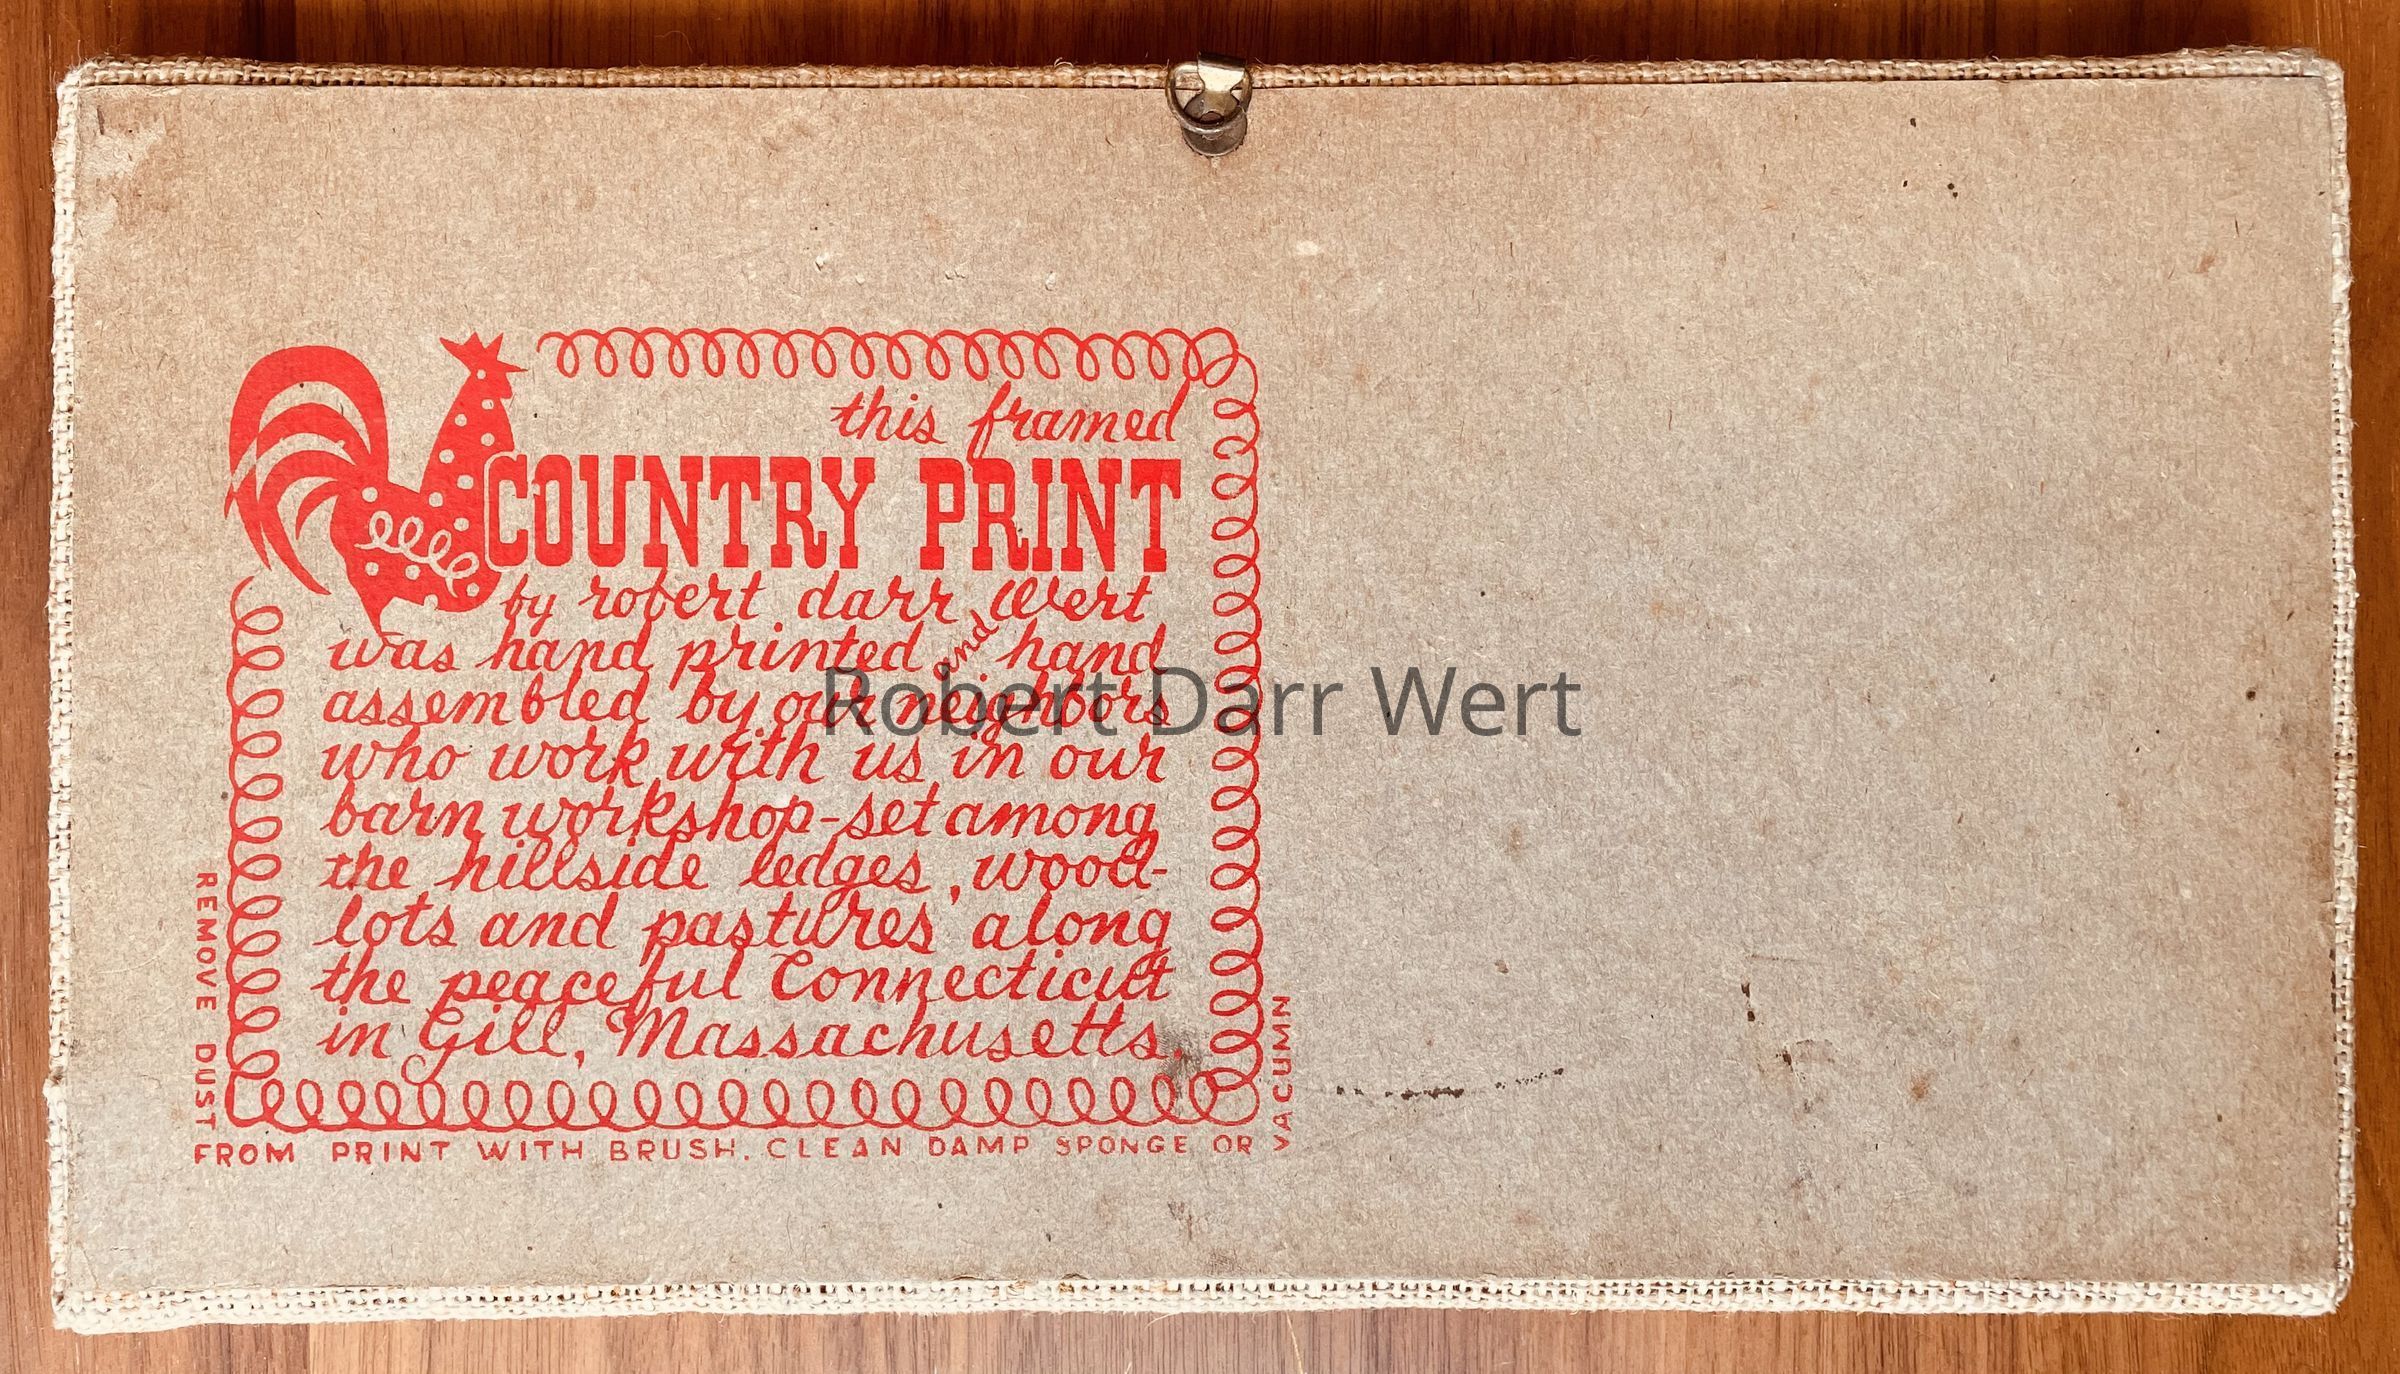 this framed
COUNTRY PRINT
by robert darr Wert
was hand printed and hand
assembled by our neighbors
who work with us in our
barn workshop-set among
the hillside ledges, wood-
lots and pastures along
the peaceful Connecticut
in Gill, Massachusetts.
REMOVE DUST
FROM PRINT WITH BRUSH. CLEAN DAMP SPONGE OR
VACUMN
Robert Darr Wert